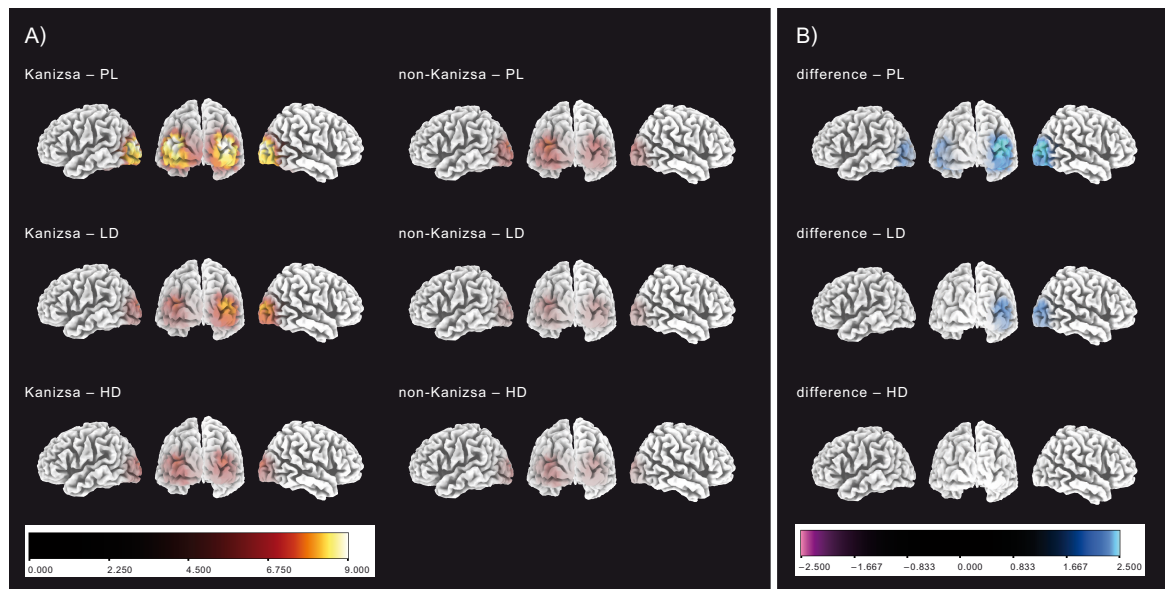 A)
Kanizsa – PL
non-Kanizsa – PL
Kanizsa – LD
non-Kanizsa – LD
Kanizsa – HD
non-Kanizsa – HD
0.000 2.250 4.500 6.750 9.000
B)
difference – PL
difference – LD
difference – HD
−2.500 −1.667 −0.833 0.000 0.833 1.667 2.500